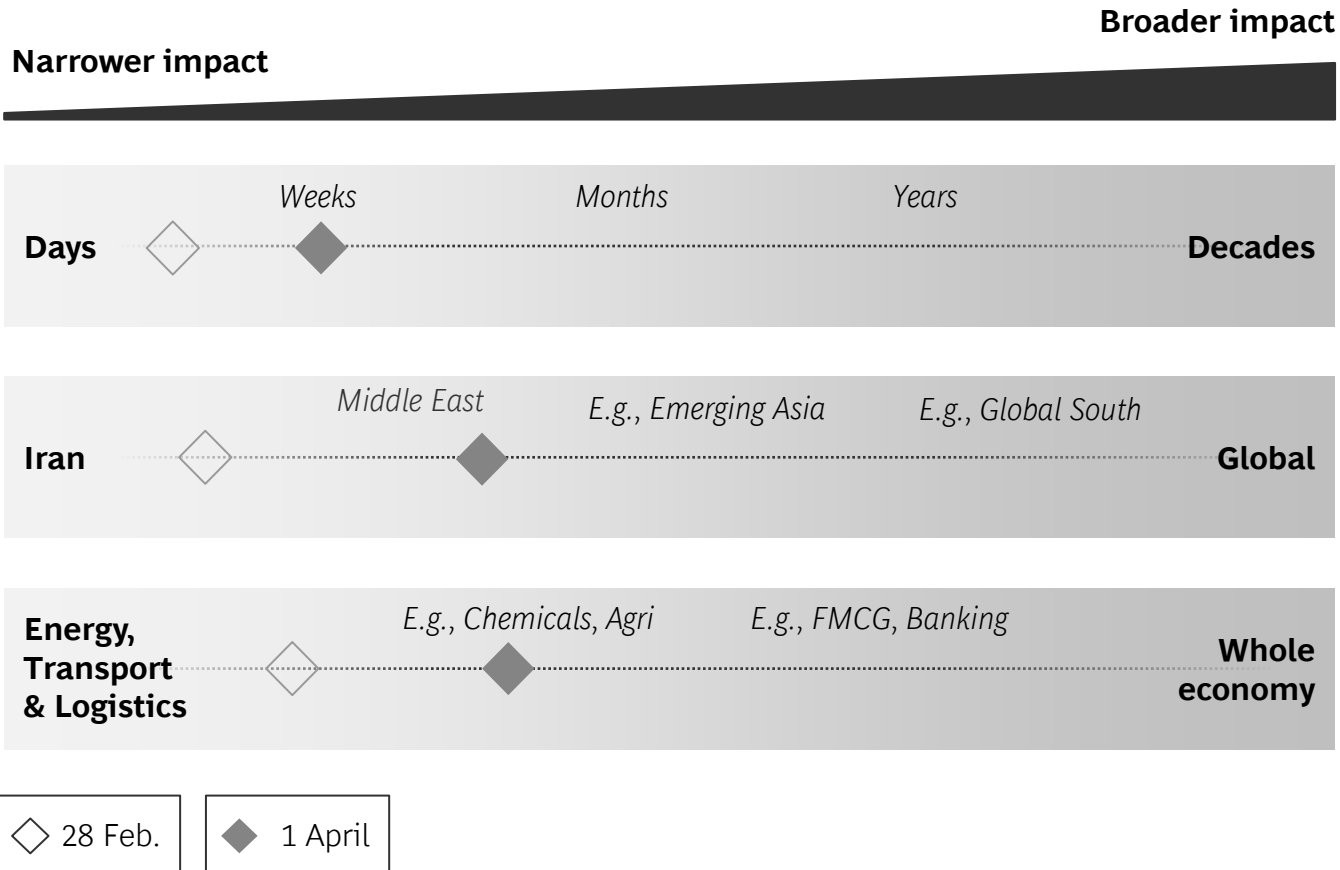 Broader impact
Narrower impact
Weeks
Months
Years
Days
Decades
Middle East
E.g., Emerging Asia
E.g., Global South
Iran
Global
E.g., Chemicals, Agri
E.g., FMCG, Banking
Energy,
Transport
& Logistics
Whole
economy
28 Feb.
1 April